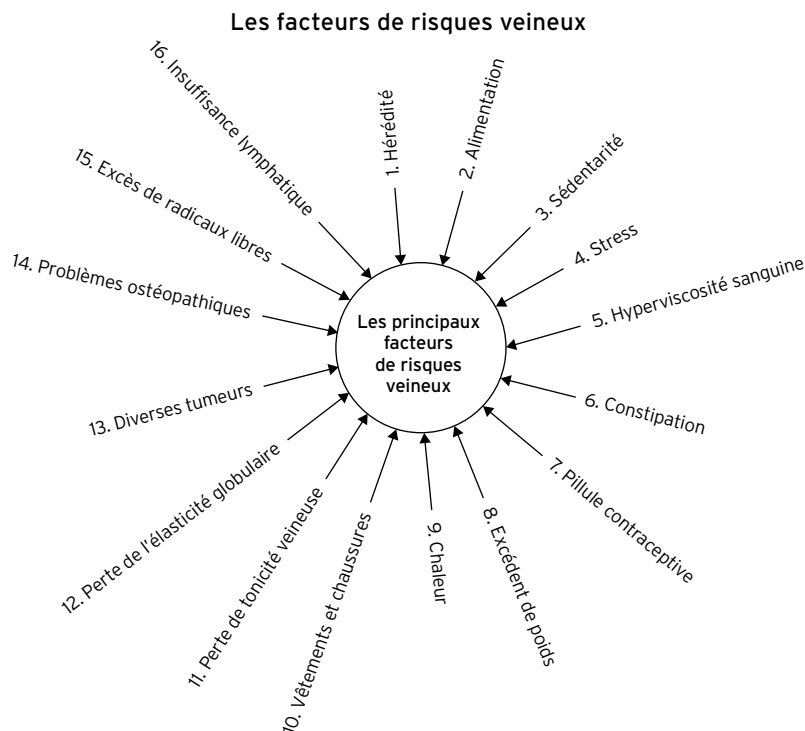 Les facteurs de risques veineux
1. Hérédité
2. Alimentation
3. Sédentarité
4. Stress
5. Hyperviscosité sanguine
6. Constipation
7. Pillule contraceptive
8. Excédent de poids
9. Chaleur
10. Vêtements et chaussures
11. Perte de tonicité veineuse
12. Perte de l'élasticité globulaire
13. Diverses tumeurs
14. Problèmes ostéopathiques
15. Excès de radicaux libres
16. Insuffisance lymphatique
Les principaux
facteurs
de risques
veineux